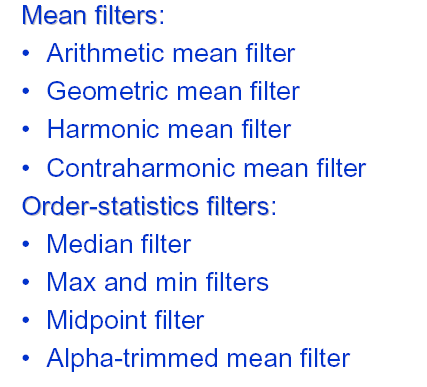 Mean filters:
• Arithmetic mean filter
• Geometric mean filter
• Harmonic mean filter
• Contraharmonic mean filter
Order-statistics filters:
• Median filter
• Max and min filters
• Midpoint filter
• Alpha-trimmed mean filter